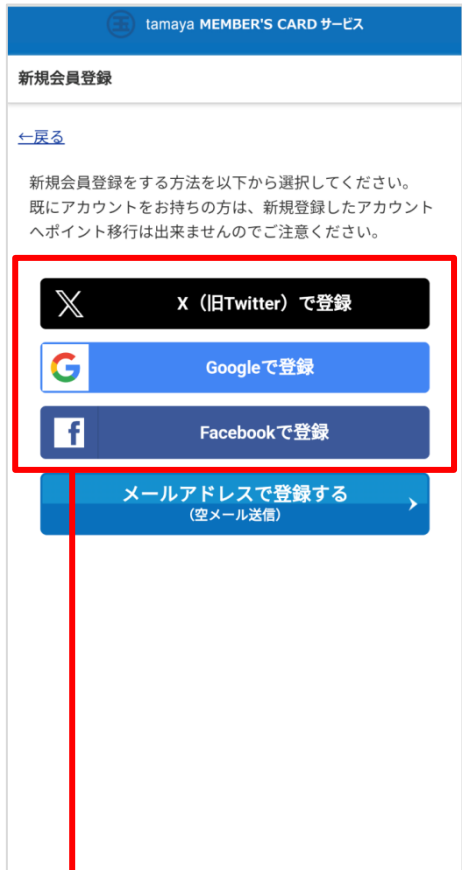 玉 tamaya MEMBER'S CARD サービス
新規会員登録
←戻る
新規会員登録をする方法を以下から選択してください。
既にアカウントをお持ちの方は、新規登録したアカウント
へポイント移行は出来ませんのでご注意ください。
X（旧Twitter）で登録
G Googleで登録
f Facebookで登録
メールアドレスで登録する
（空メール送信）